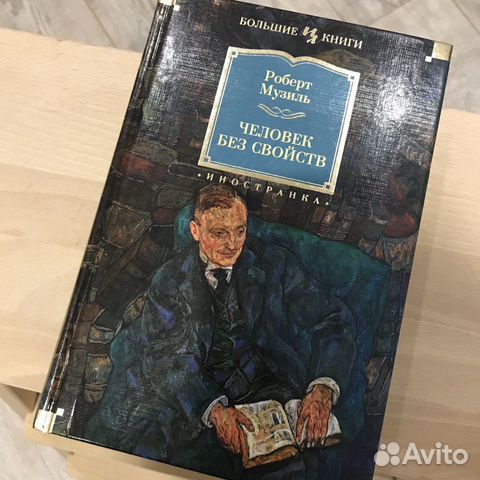 БОЛЬШИЕ КНИГИ
Роберт
Музиль
ЧЕЛОВЕК
БЕЗ СВОЙСТВ
• ИНОСТРАНКА •
Avito